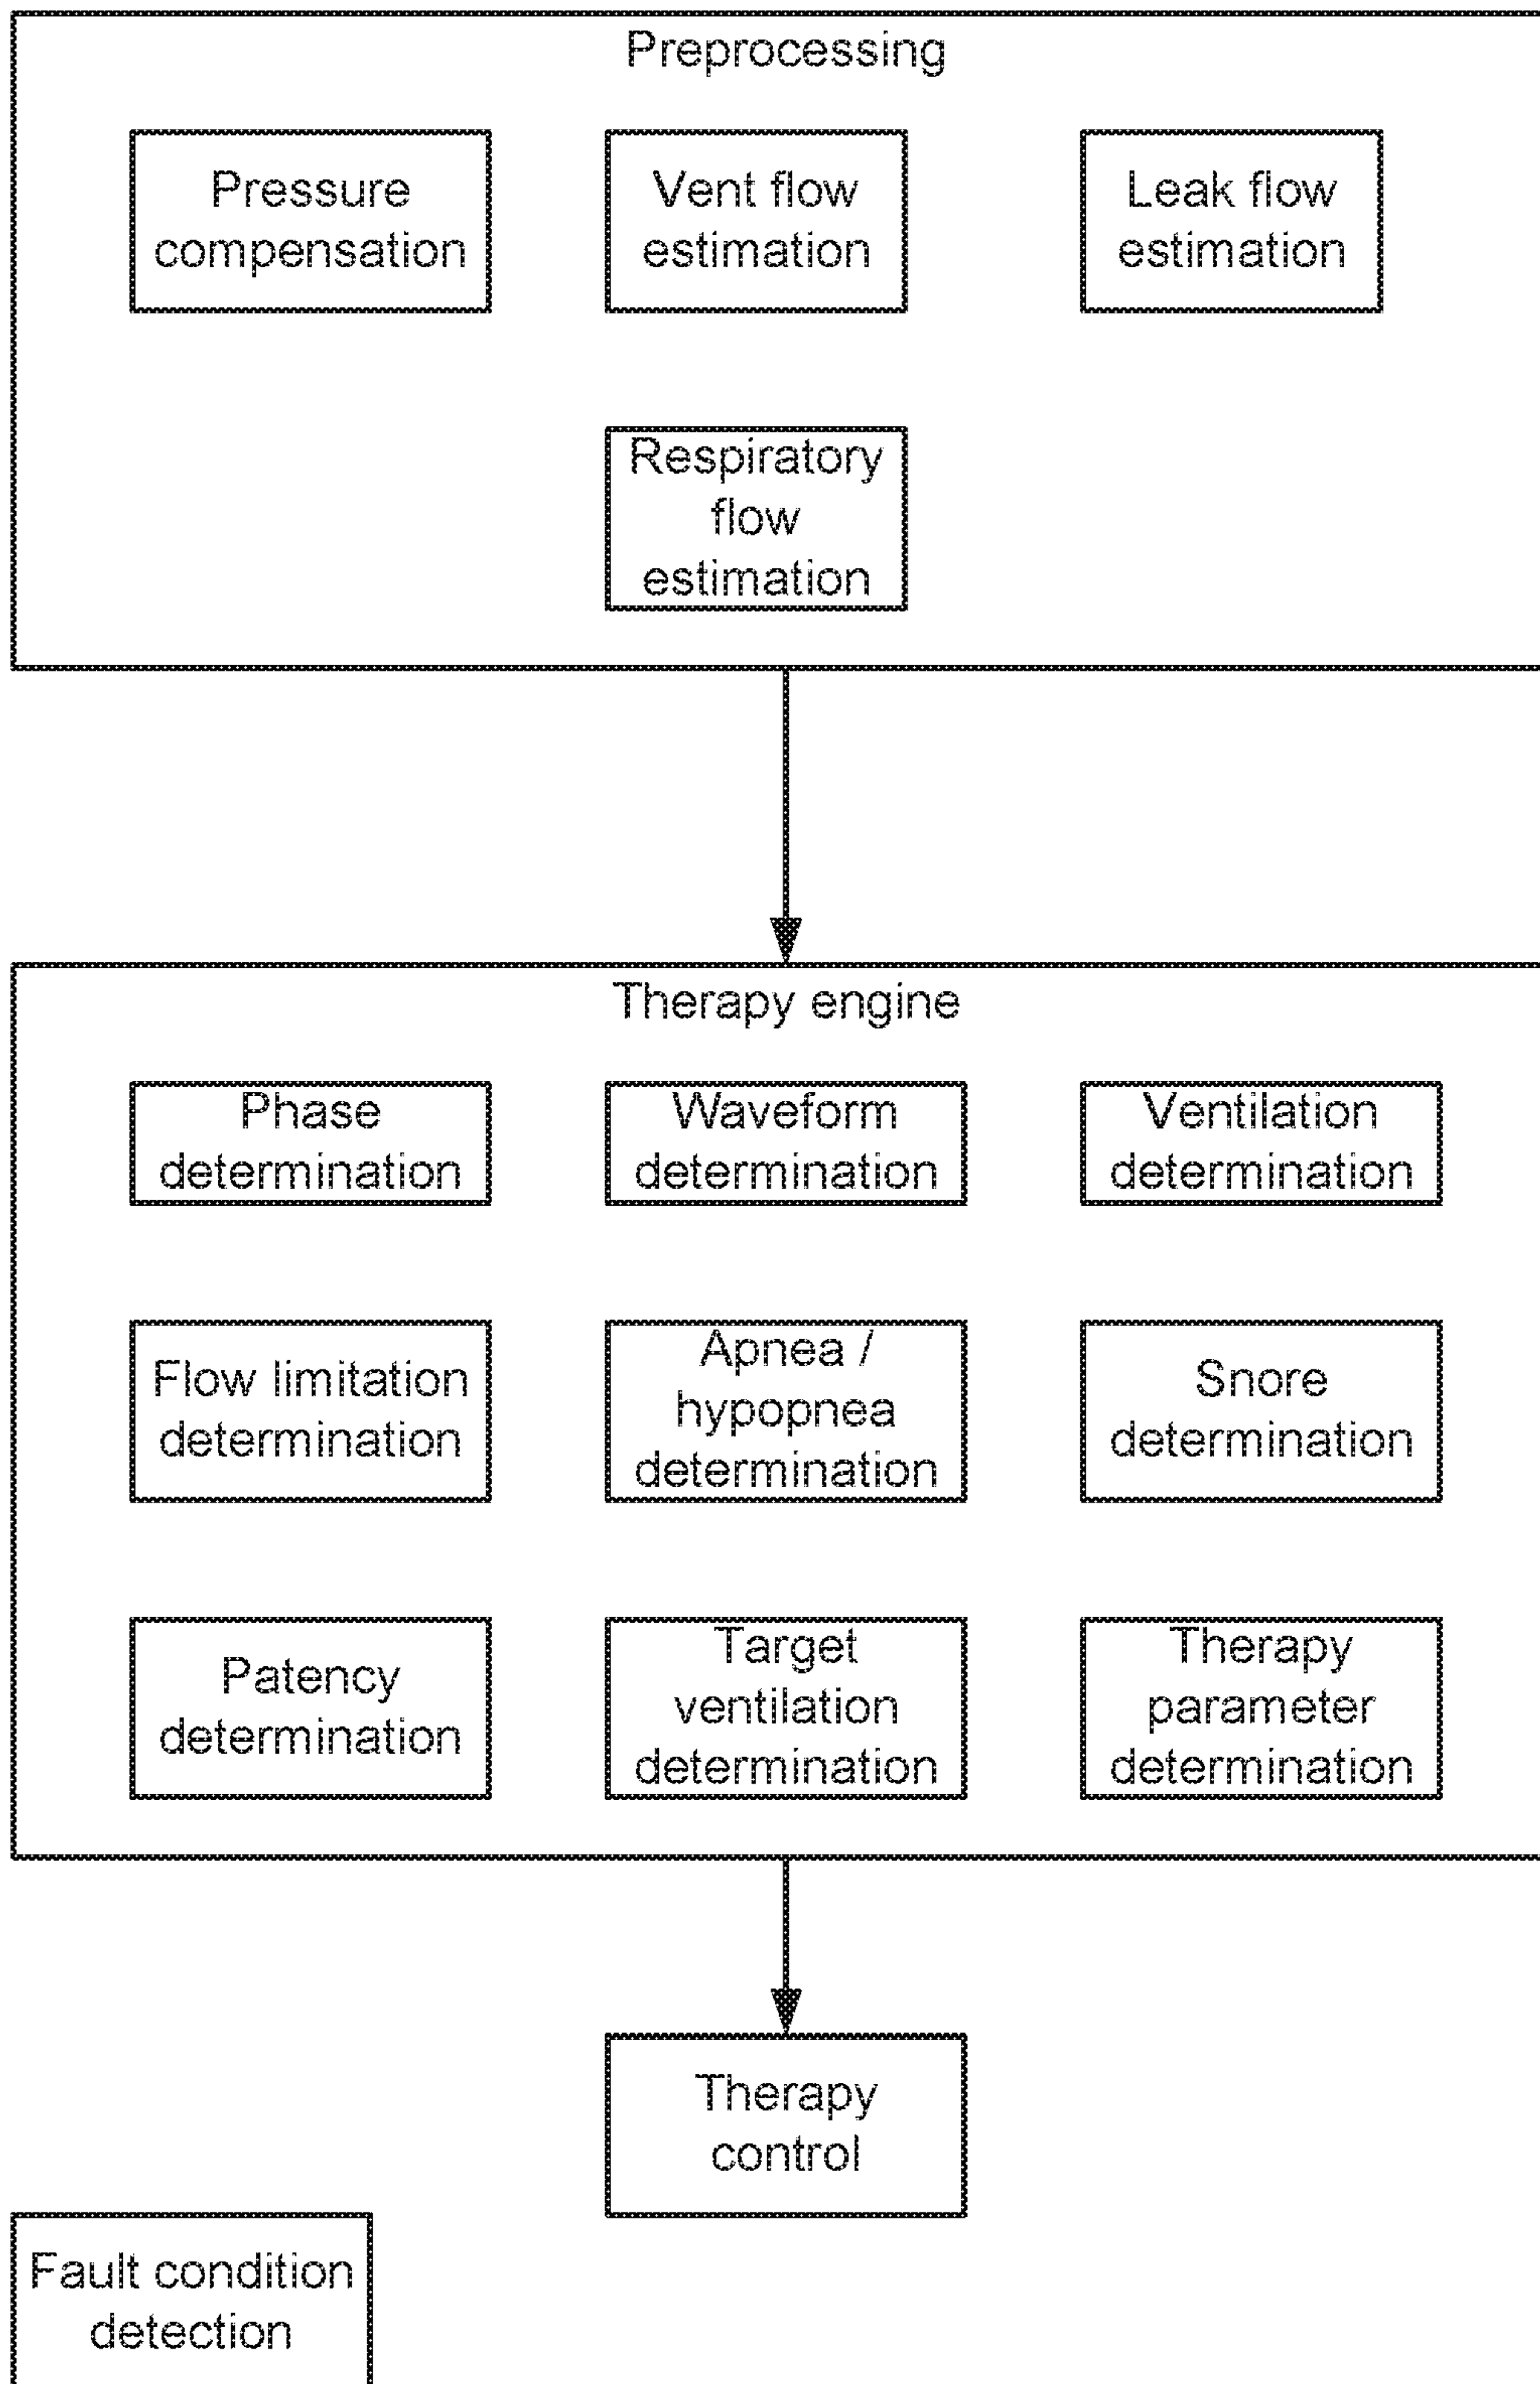 Preprocessing
Pressure
compensation
Vent flow
estimation
Leak flow
estimation
Respiratory
flow
estimation
Therapy engine
Phase
determination
Waveform
determination
Ventilation
determination
Flow limitation
determination
Apnea /
hypopnea
determination
Snore
determination
Patency
determination
Target
ventilation
determination
Therapy
parameter
determination
Therapy
control
Fault condition
detection